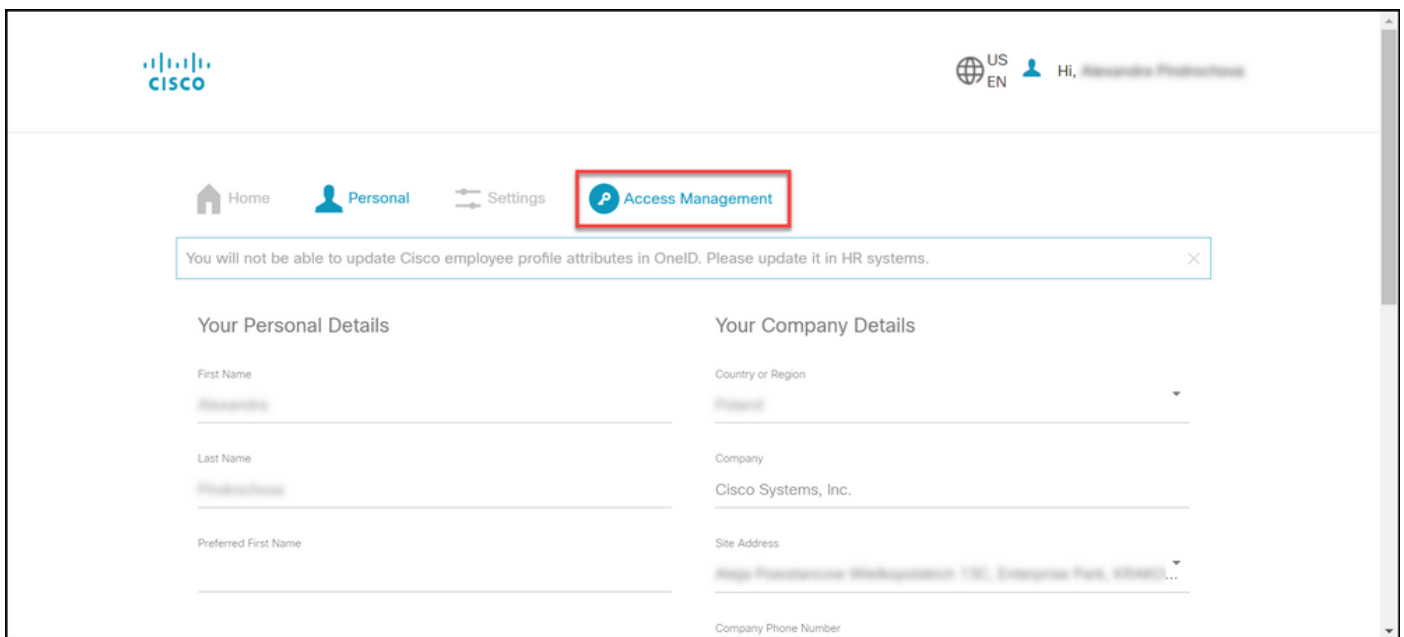 CISCO
US
EN
Hi,
Home
Personal
Settings
Access Management
You will not be able to update Cisco employee profile attributes in OneID. Please update it in HR systems.
Your Personal Details
Your Company Details
First Name
Country or Region
Last Name
Company
Cisco Systems, Inc.
Preferred First Name
Site Address
Company Phone Number